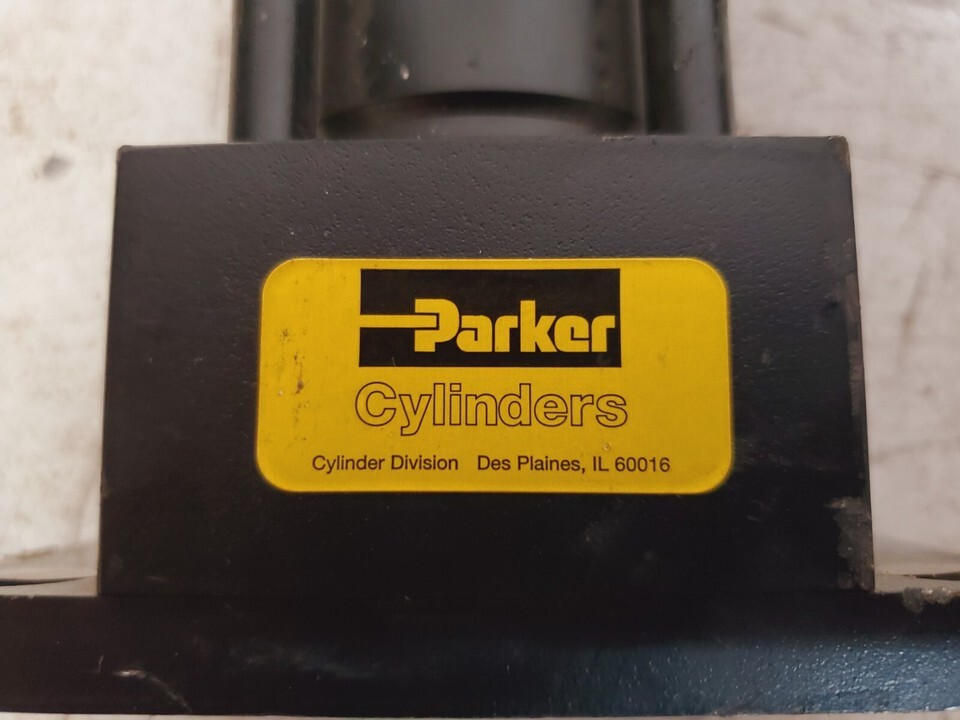 Parker
Cylinders
Cylinder Division Des Plaines, IL 60016